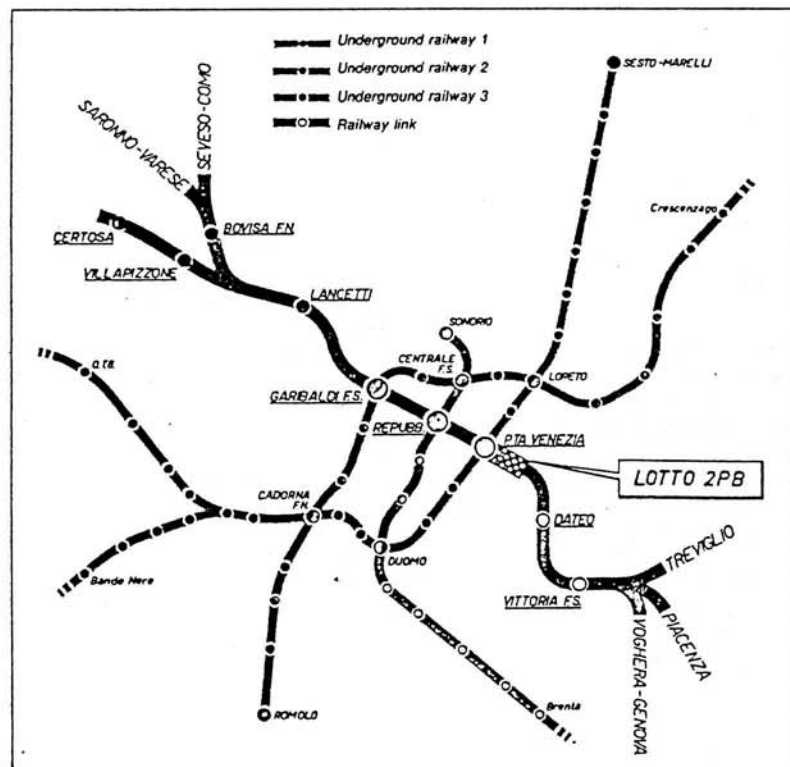 Underground railway 1
Underground railway 2
Underground railway 3
Railway link
SESTO-MARELLI
SARONNO-VARESE
SEVESO-COMO
Crescenzago
CERTOSA
BOVISA F.N.
VILLAPIZZONE
LANCETTI
SONDRIO
CENTRALE
F.S.
LOPETO
GARIBALDI F.S.
REPUBB.
PTA VENEZIA
LOTTO 2PB
CADORNA
F.N.
DUOMO
DATEO
TREVIGLIO
Bande Nere
VITTORIA F.S.
PIACENZA
VOGHERA-GENOVA
ROMOLO
Brenta